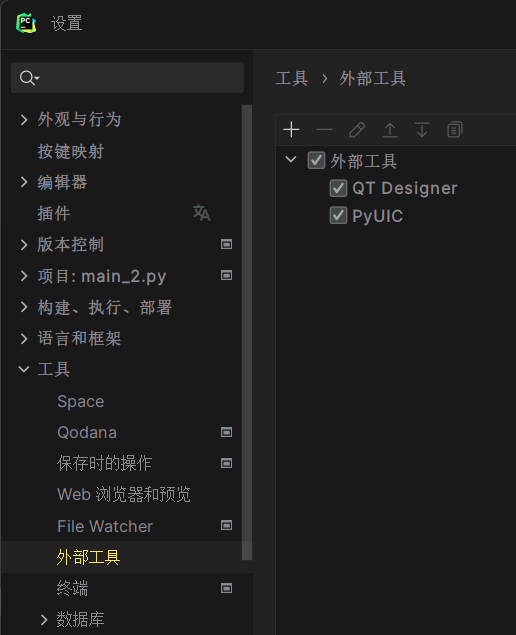 设置
外观与行为
按键映射
编辑器
插件
版本控制
项目: main_2.py
构建、执行、部署
语言和框架
工具
Space
Qodana
保存时的操作
Web 浏览器和预览
File Watcher
外部工具
终端
数据库
工具 › 外部工具
外部工具
QT Designer
PyUIC